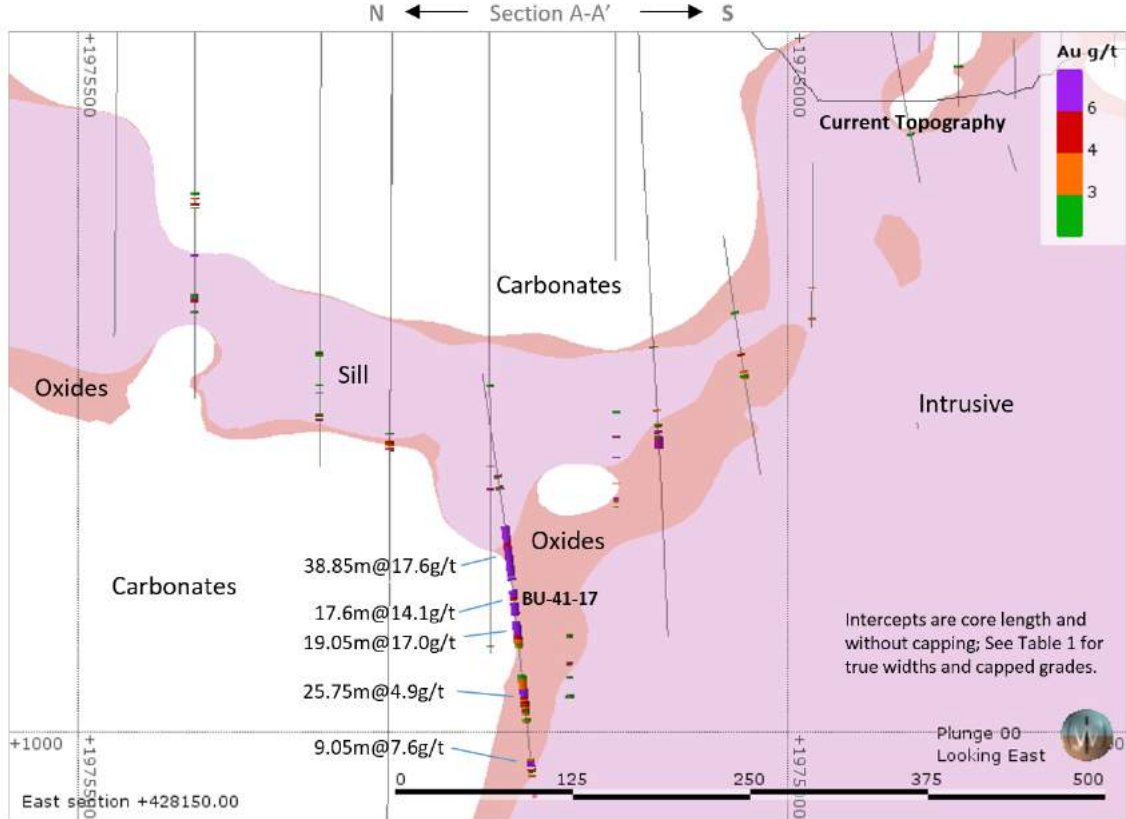 N Section A-A’ S
+1975500
+1975000
Au g/t
6
4
3
Current Topography
Carbonates
Oxides
Sill
Intrusive
Oxides
38.85m@17.6g/t
Carbonates
BU-41-17
17.6m@14.1g/t
19.05m@17.0g/t
Intercepts are core length and
without capping; See Table 1 for
true widths and capped grades.
25.75m@4.9g/t
9.05m@7.6g/t
+1000
+1975500
+1975000
Plunge 00
Looking East
0 125 250 375 500
East section +428150.00